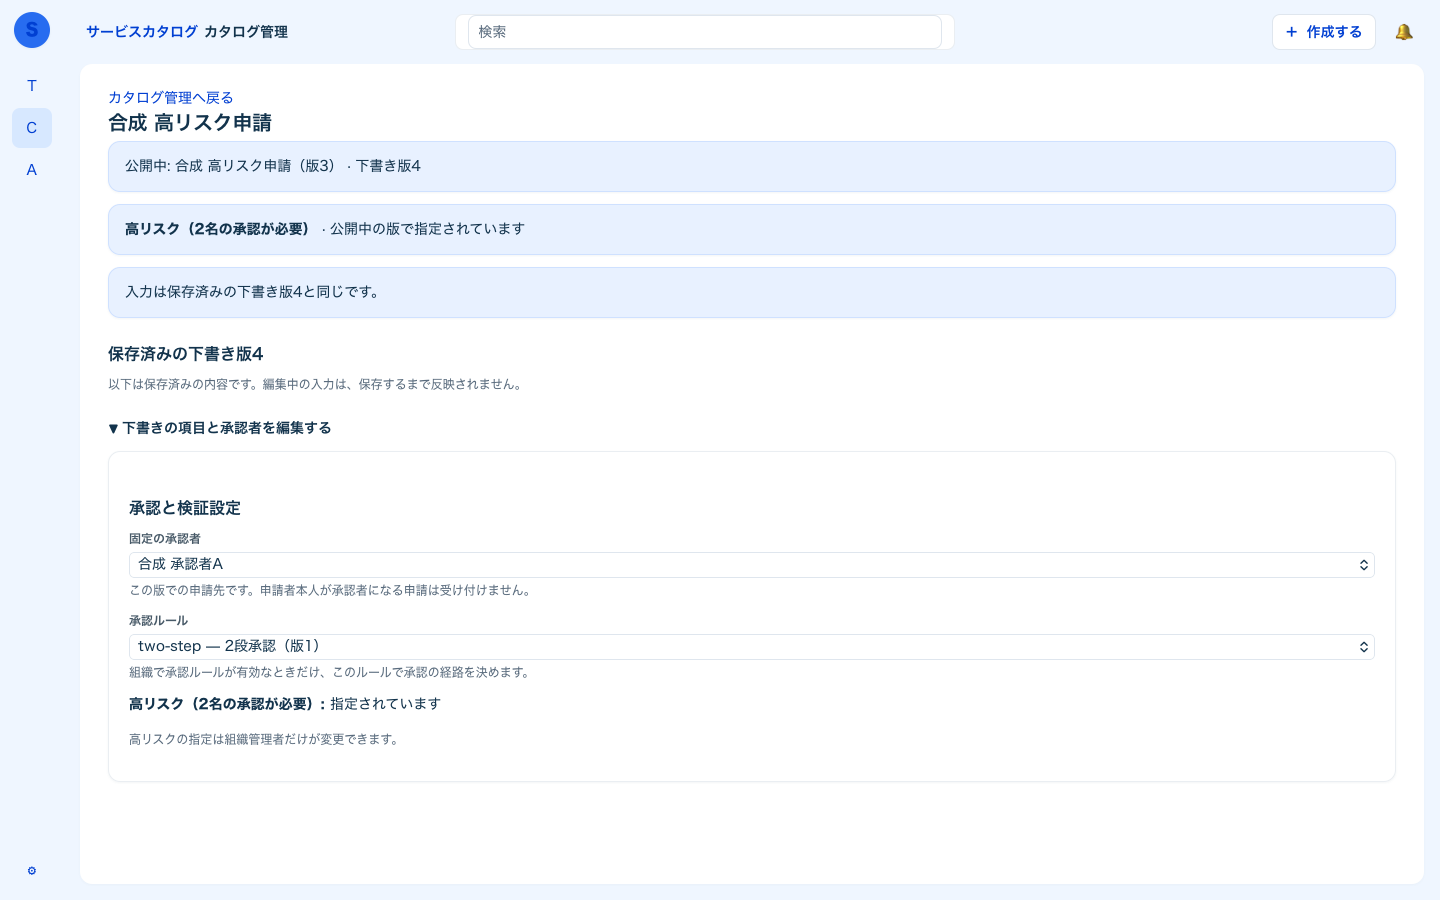 S
サービスカタログ カタログ管理
検索
+ 作成する
T
C
A
カタログ管理へ戻る
合成 高リスク申請
公開中: 合成 高リスク申請（版3） · 下書き版4
高リスク（2名の承認が必要） · 公開中の版で指定されています
入力は保存済みの下書き版4と同じです。
保存済みの下書き版4
以下は保存済みの内容です。編集中の入力は、保存するまで反映されません。
▼下書きの項目と承認者を編集する
承認と検証設定
固定の承認者
合成 承認者A
この版での申請先です。申請者本人が承認者になる申請は受け付けません。
承認ルール
two-step — 2段承認（版1）
組織で承認ルールが有効なときだけ、このルールで承認の経路を決めます。
高リスク（2名の承認が必要）: 指定されています
高リスクの指定は組織管理者だけが変更できます。